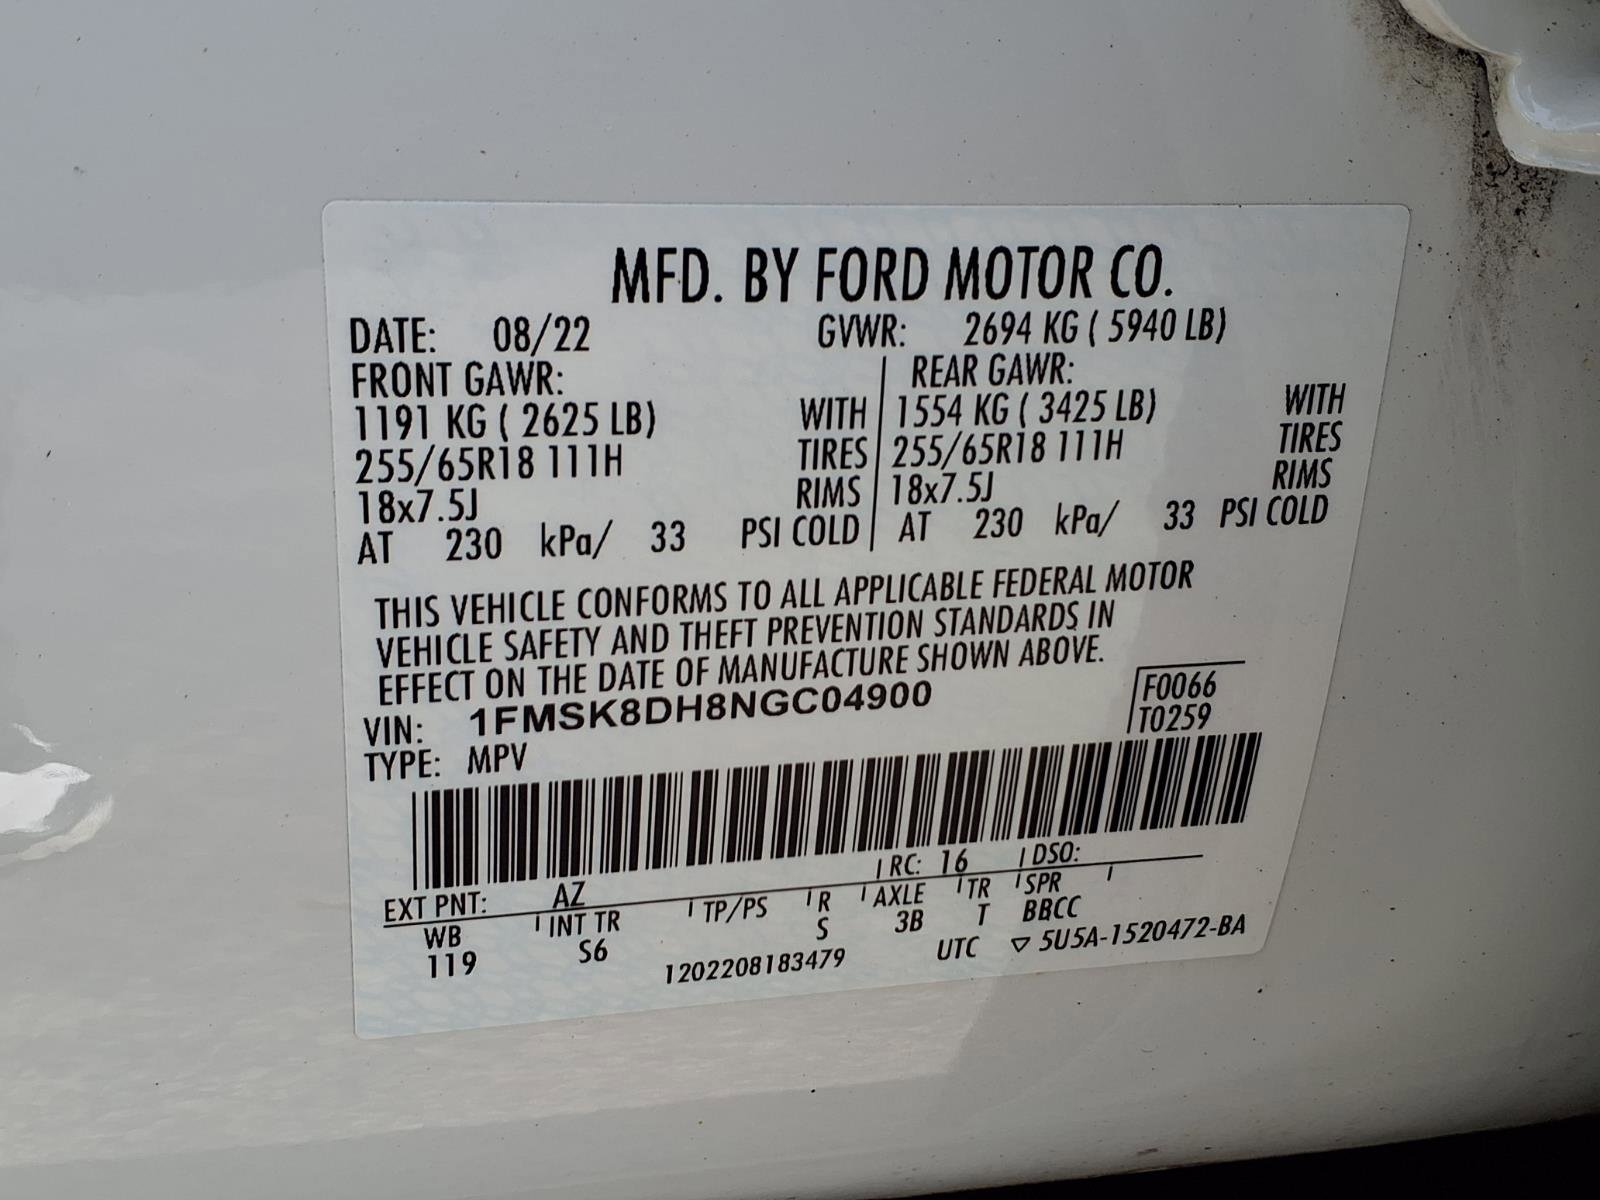 MFD. BY FORD MOTOR CO.
DATE: 08/22 GVWR: 2694 KG ( 5940 LB)
FRONT GAWR: REAR GAWR:
1191 KG ( 2625 LB) WITH 1554 KG ( 3425 LB) WITH
255/65R18 111H TIRES 255/65R18 111H TIRES
18x7.5J RIMS 18x7.5J RIMS
AT 230 kPa/ 33 PSI COLD AT 230 kPa/ 33 PSI COLD
THIS VEHICLE CONFORMS TO ALL APPLICABLE FEDERAL MOTOR
VEHICLE SAFETY AND THEFT PREVENTION STANDARDS IN
EFFECT ON THE DATE OF MANUFACTURE SHOWN ABOVE.
VIN: 1FMSK8DH8NGC04900 F0066
TYPE: MPV T0259
EXT PNT: AZ RC: 16 DSO:
WB INT TR TP/PS R AXLE TR SPR
119 S6 S 3B T BBCC
1202208183479 UTC ▽ 5U5A-1520472-BA